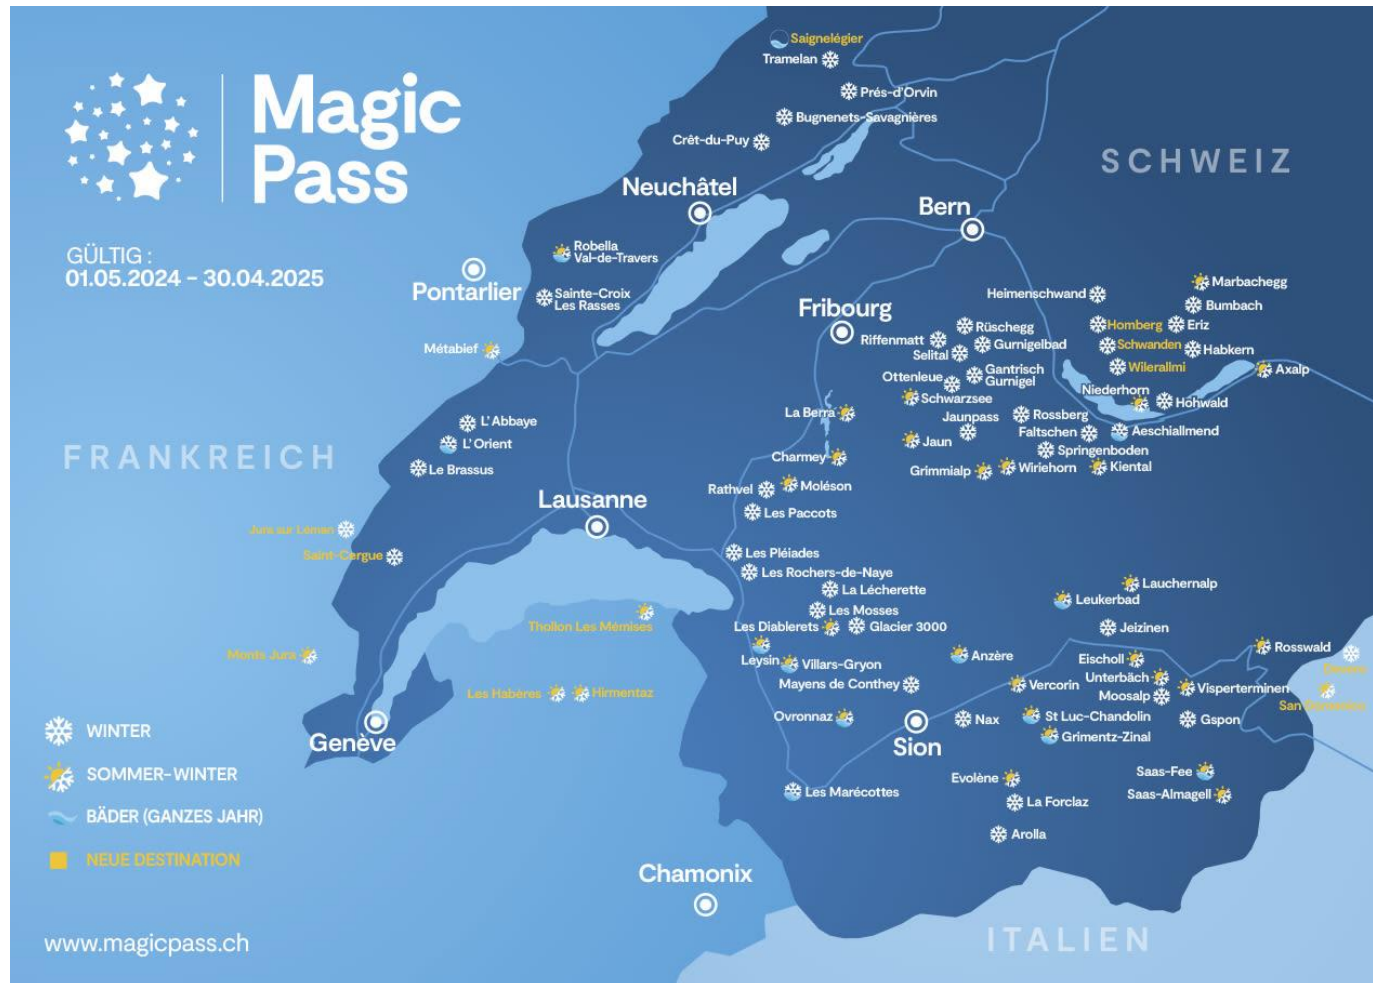 Magic
Pass
GÜLTIG :
01.05.2024 - 30.04.2025
SCHWEIZ
FRANKREICH
ITALIEN
Saignelégier
Tramelan
Prés-d'Orvin
Bugnenets-Savagnières
Crêt-du-Puy
Neuchâtel
Bern
Robella
Val-de-Travers
Pontarlier
Sainte-Croix
Les Rasses
Métabief
Fribourg
Heimenschwand
Marbachegg
Bumbach
Homberg
Eriz
Schwanden
Habkern
Wilerallmi
Axalp
Niederhorn
Hohwald
Riffenmatt
Rüschegg
Selital
Gurnigelbad
Ottenleue
Gantrisch
Gurnigel
Schwarzsee
Jaunpass
Rossberg
Faltschen
Aeschiallmend
Springenboden
Jaun
Grimmialp
Wiriehorn
Kiental
La Berra
Charmey
Rathvel
Moléson
Les Paccots
L'Abbaye
L'Orient
Le Brassus
Lausanne
Jura sur Léman
Saint-Cergue
Les Pléiades
Les Rochers-de-Naye
La Lécherette
Les Mosses
Les Diablerets
Glacier 3000
Leysin
Villars-Gryon
Mayens de Conthey
Ovronnaz
Thollon Les Mémises
Monts Jura
Les Habères
Hirmentaz
Genève
Lauchernalp
Leukerbad
Jeizinen
Anzère
Eischoll
Unterbäch
Moosalp
Vercorin
Rosswald
Visperterminen
San Domenico
Gspon
Sion
Nax
St Luc-Chandolin
Grimentz-Zinal
Les Marécottes
Evolène
La Forclaz
Arolla
Saas-Fee
Saas-Almagell
Chamonix
WINTER
SOMMER-WINTER
BÄDER (GANZES JAHR)
NEUE DESTINATION
www.magicpass.ch